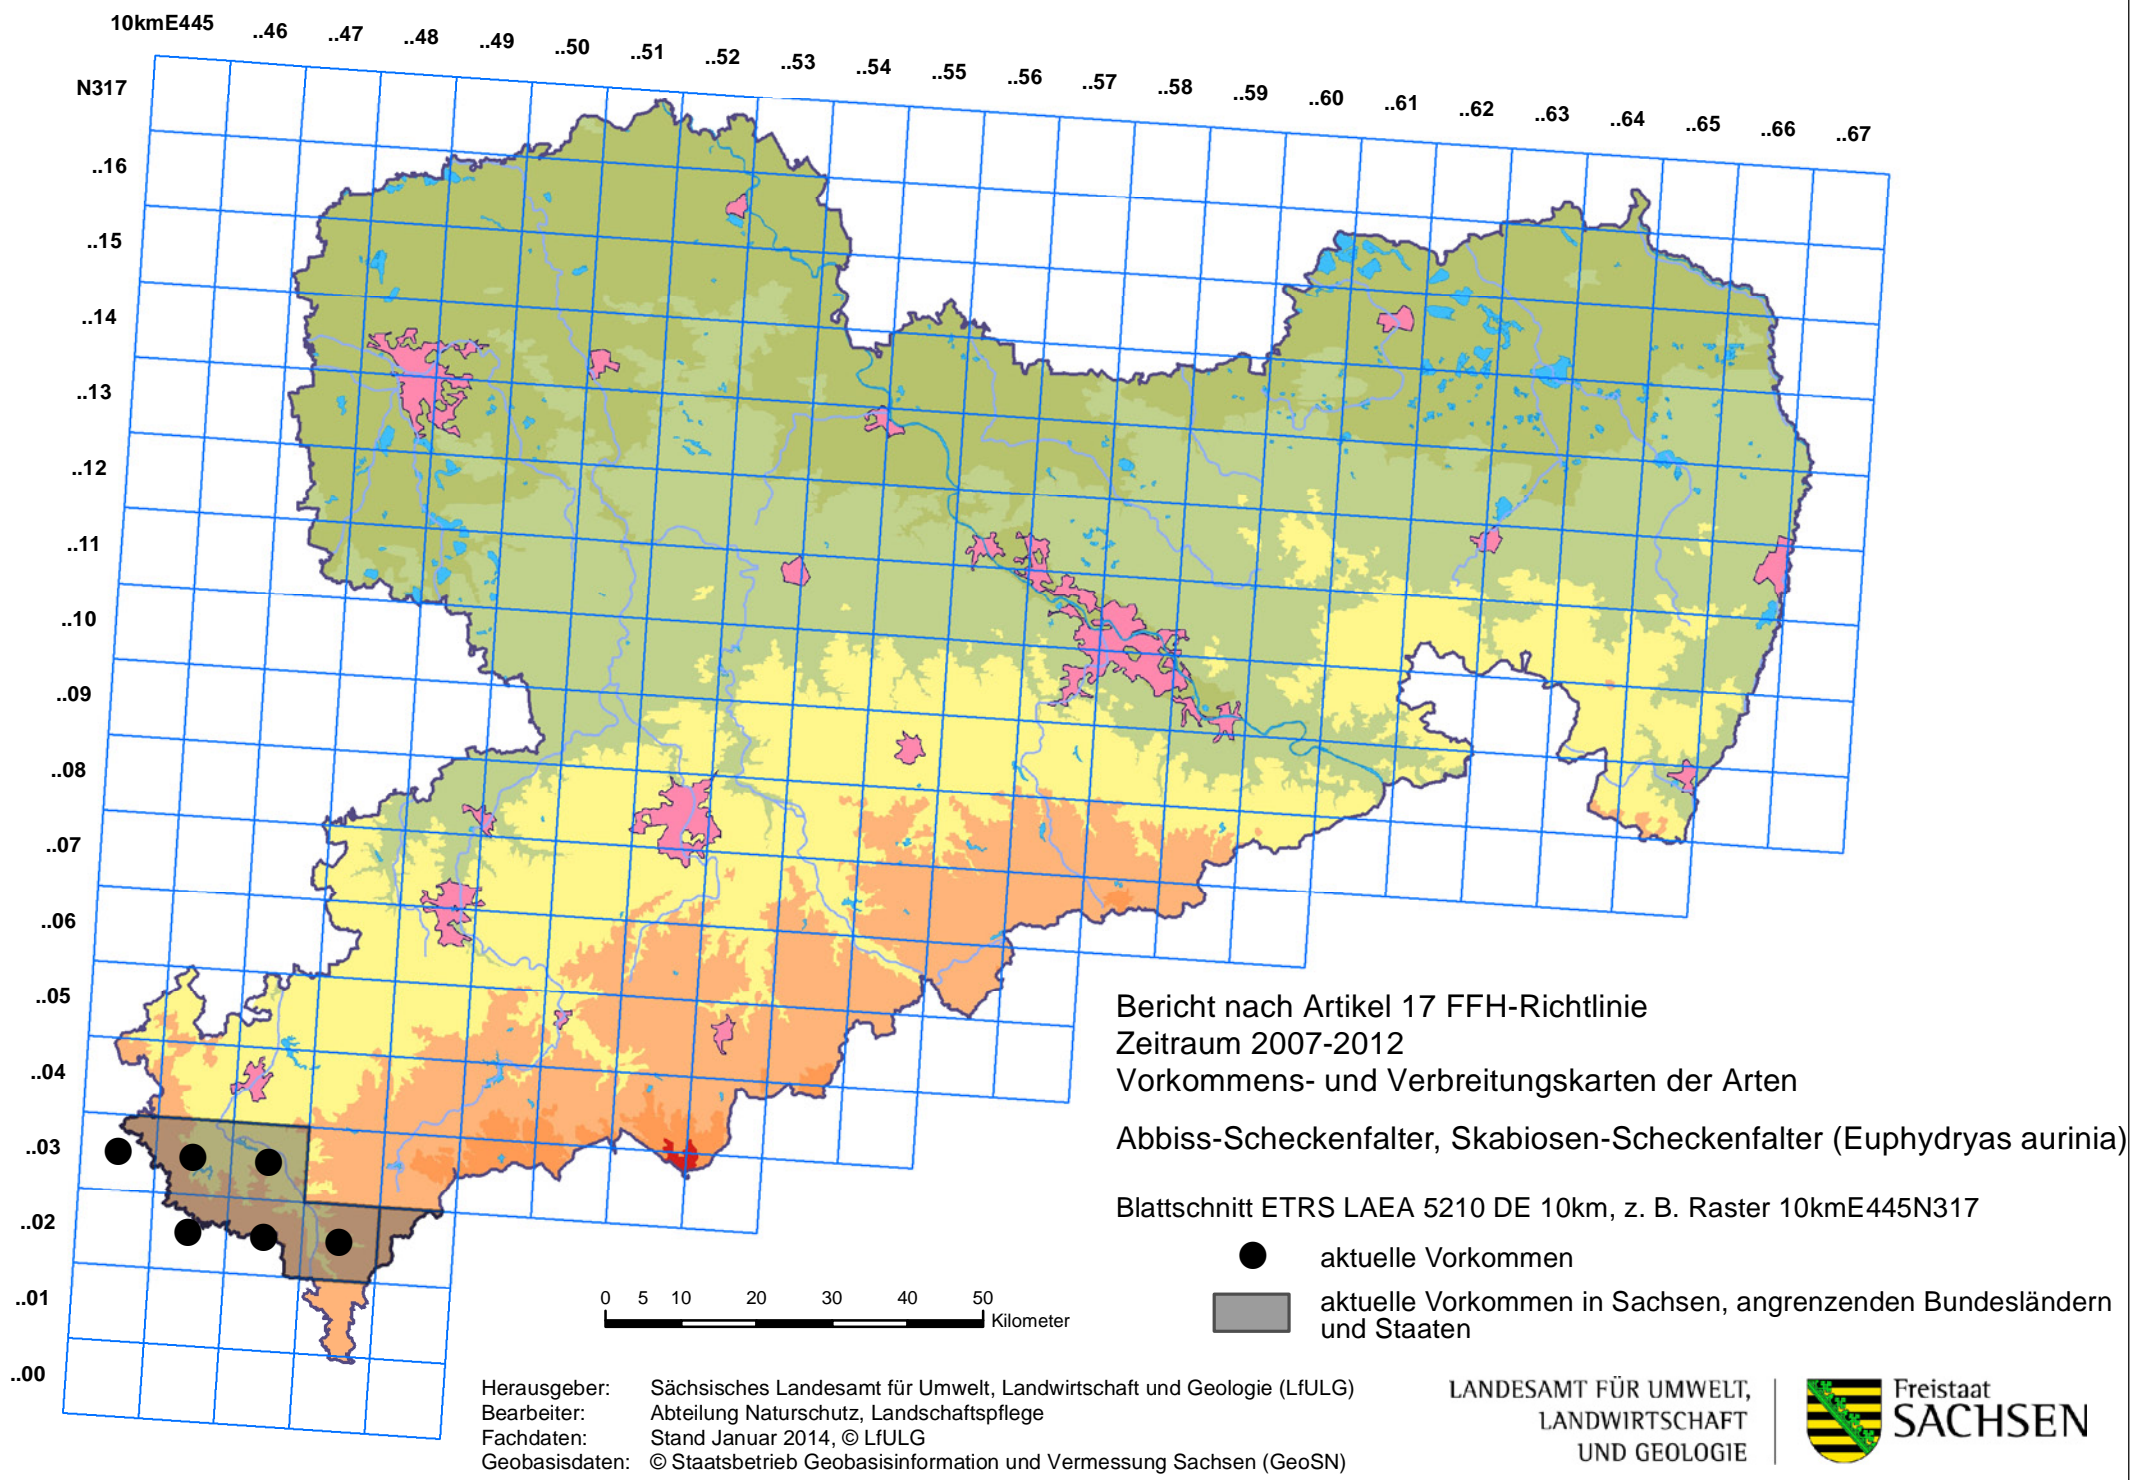 10kmE445 ..46 ..47 ..48 ..49 ..50 ..51 ..52 ..53 ..54 ..55 ..56 ..57 ..58 ..59 ..60 ..61 ..62 ..63 ..64 ..65 ..66 ..67
N317
..16
..15
..14
..13
..12
..11
..10
..09
..08
..07
..06
..05
..04
..03
..02
..01
..00
Bericht nach Artikel 17 FFH-Richtlinie
Zeitraum 2007-2012
Vorkommens- und Verbreitungskarten der Arten
Abbiss-Scheckenfalter, Skabiosen-Scheckenfalter (Euphydryas aurinia)
Blattschnitt ETRS LAEA 5210 DE 10km, z. B. Raster 10kmE445N317
aktuelle Vorkommen
aktuelle Vorkommen in Sachsen, angrenzenden Bundesländern
und Staaten
0 5 10 20 30 40 50
Kilometer
Herausgeber: Sächsisches Landesamt für Umwelt, Landwirtschaft und Geologie (LfULG)
Bearbeiter: Abteilung Naturschutz, Landschaftspflege
Fachdaten: Stand Januar 2014, © LfULG
Geobasisdaten: © Staatsbetrieb Geobasisinformation und Vermessung Sachsen (GeoSN)
LANDESAMT FÜR UMWELT,
LANDWIRTSCHAFT
UND GEOLOGIE
Freistaat
SACHSEN